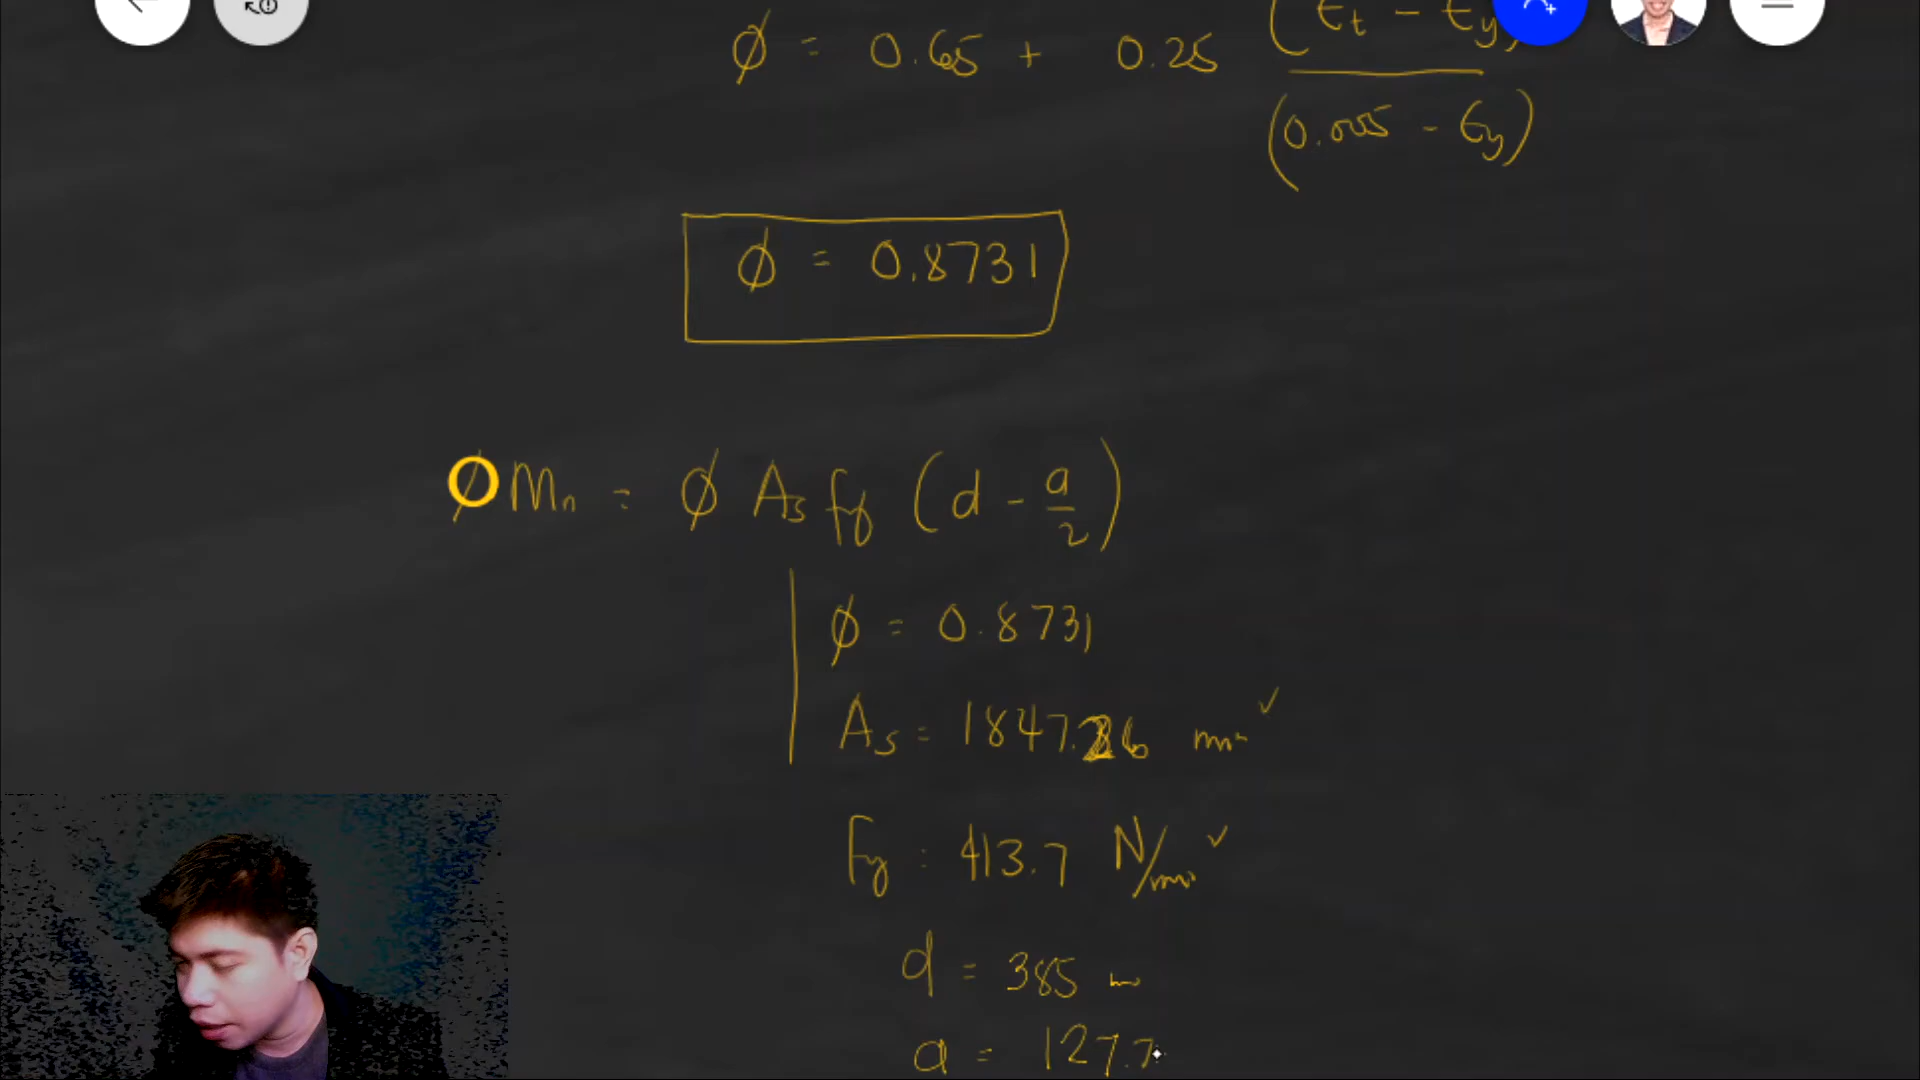 ϕ = 0.65 + 0.25 (εt - εy) / (0.005 - εy)
ϕ = 0.8731
ϕMn = ϕ As fy (d - a/2)
ϕ = 0.8731
As = 1847.26 mm² ✓
Fy = 413.7 N/mm² ✓
d = 385 mm
a = 127.7